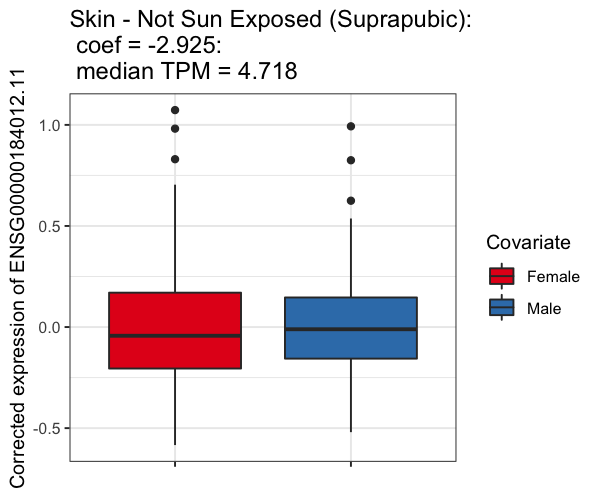 Skin - Not Sun Exposed (Suprapubic):
coef = -2.925:
median TPM = 4.718
Corrected expression of ENSG00000184012.11
1.0
0.5
0.0
-0.5
Covariate
Female
Male